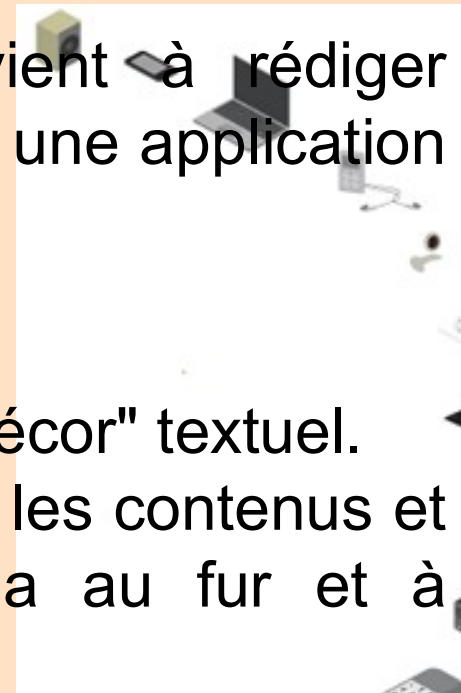 vient à rédiger
une application
écor" textuel.
les contenus et
a au fur et à